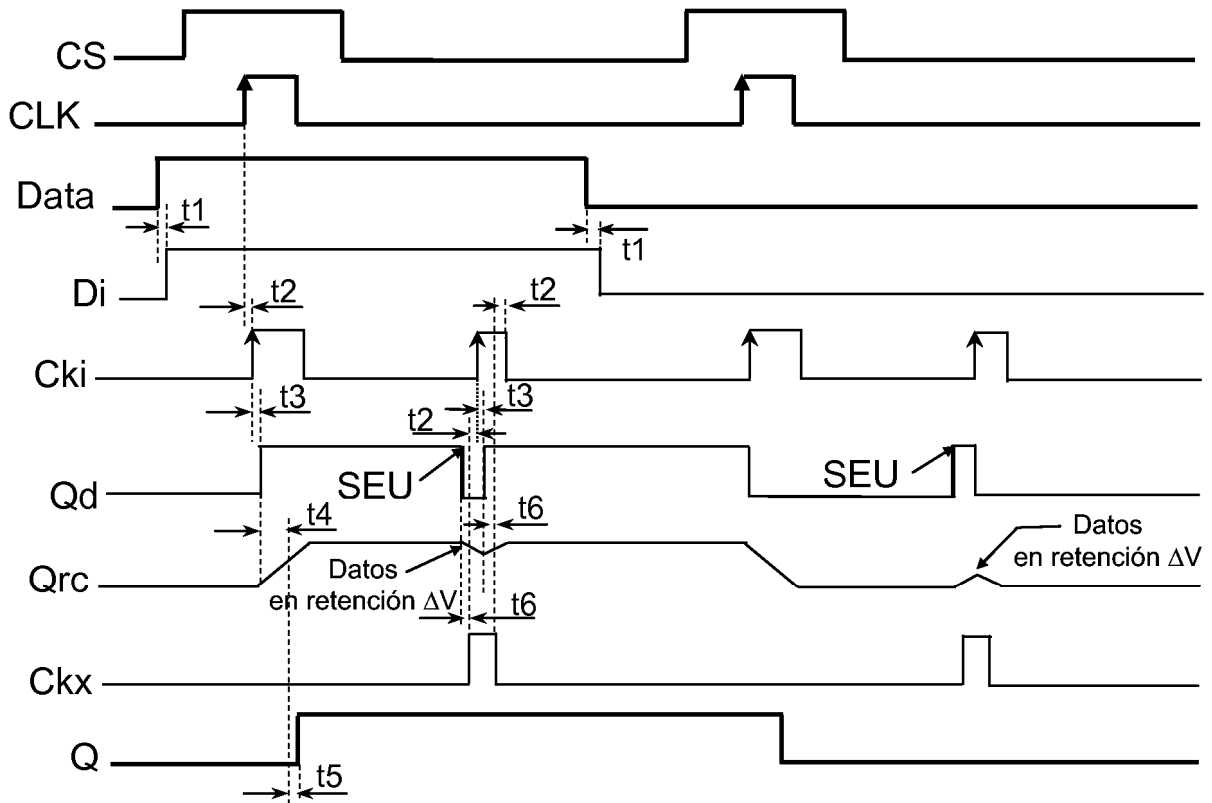 CS
CLK
Data
t1
t1
Di
t2
t2
Cki
t3
t3
t2
SEU
SEU
Qd
t4
t6
Datos
en retención ΔV
Qrc
Datos
en retención ΔV
t6
Ckx
Q
t5